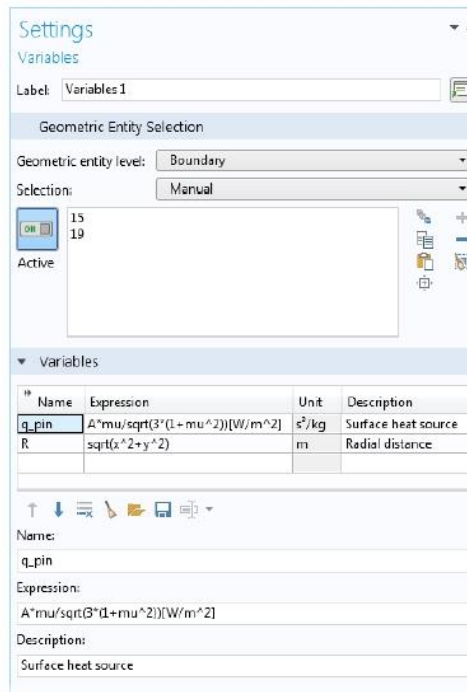 Settings
Variables
Label: Variables 1
Geometric Entity Selection
Geometric entity level: Boundary
Selection: Manual
ON
15
19
Active
Variables
Name Expression Unit Description
q_pin A*mu/sqrt(3*(1+mu^2))[W/m^2] s³/kg Surface heat source
R sqrt(x^2+y^2) m Radial distance
Name:
q_pin
Expression:
A*mu/sqrt(3*(1+mu^2))[W/m^2]
Description:
Surface heat source